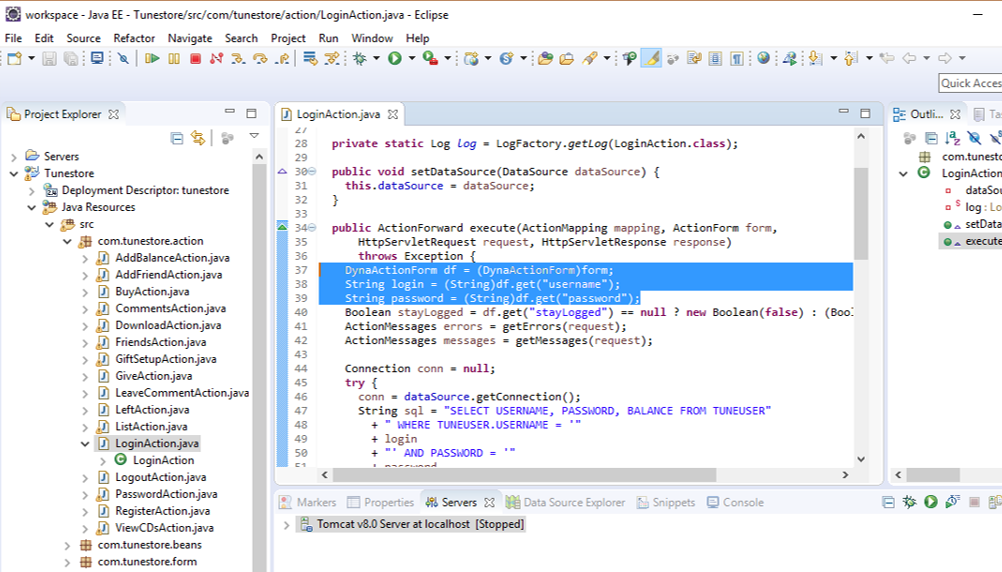 workspace - Java EE - Tunestore/src/com/tunestore/action/LoginAction.java - Eclipse
File Edit Source Refactor Navigate Search Project Run Window Help
Quick Acces
Project Explorer
Servers
Tunestore
Deployment Descriptor: tunestore
Java Resources
src
com.tunestore.action
AddBalanceAction.java
AddFriendAction.java
BuyAction.java
CommentsAction.java
DownloadAction.java
FriendsAction.java
GiftSetupAction.java
GiveAction.java
LeaveCommentAction.java
LeftAction.java
ListAction.java
LoginAction.java
LoginAction
LogoutAction.java
PasswordAction.java
RegisterAction.java
ViewCDsAction.java
com.tunestore.beans
com.tunestore.form
LoginAction.java
27
28 private static Log log = LogFactory.getLog(LoginAction.class);
29
30 public void setDataSource(DataSource dataSource) {
31 this.dataSource = dataSource;
32 }
33
34 public ActionForward execute(ActionMapping mapping, ActionForm form,
35 HttpServletRequest request, HttpServletResponse response)
36 throws Exception {
37 DynaActionForm df = (DynaActionForm)form;
38 String login = (String)df.get("username");
39 String password = (String)df.get("password");
40 Boolean stayLogged = df.get("stayLogged") == null ? new Boolean(false) : (Bool
41 ActionMessages errors = getErrors(request);
42 ActionMessages messages = getMessages(request);
43
44 Connection conn = null;
45 try {
46 conn = dataSource.getConnection();
47 String sql = "SELECT USERNAME, PASSWORD, BALANCE FROM TUNEUSER"
48 + " WHERE TUNEUSER.USERNAME = '"
49 + login
50 + "' AND PASSWORD = '"
51 + password
Outli... Ta
com.tunesto
LoginAction
dataSou
log : Lo
setData
execute
Markers Properties Servers Data Source Explorer Snippets Console
Tomcat v8.0 Server at localhost [Stopped]